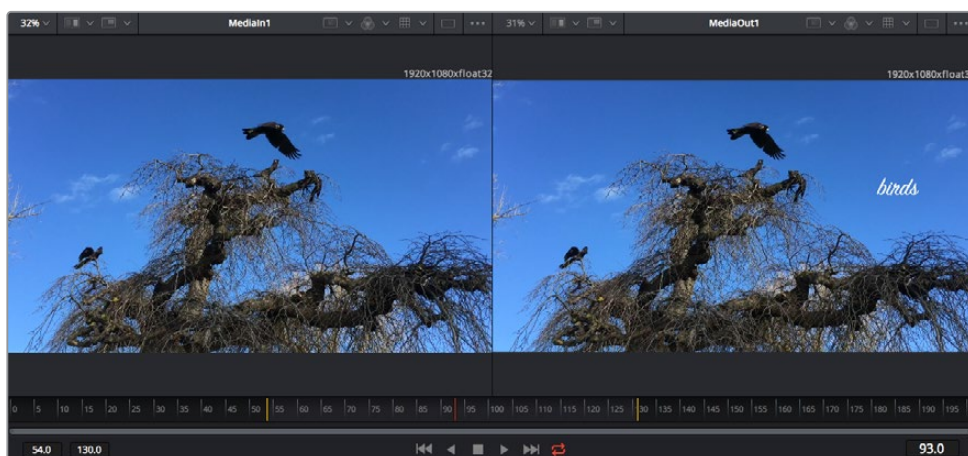 32% MediaIn1
31% MediaOut1
1920x1080xfloat32
1920x1080xfloat3
birds
0 5 10 15 20 25 30 35 40 45 50 55 60 65 70 75 80 85 90 95 100 105 110 115 120 125 130 135 140 145 150 155 160 165 170 175 180 185 190 195
54.0 130.0 93.0